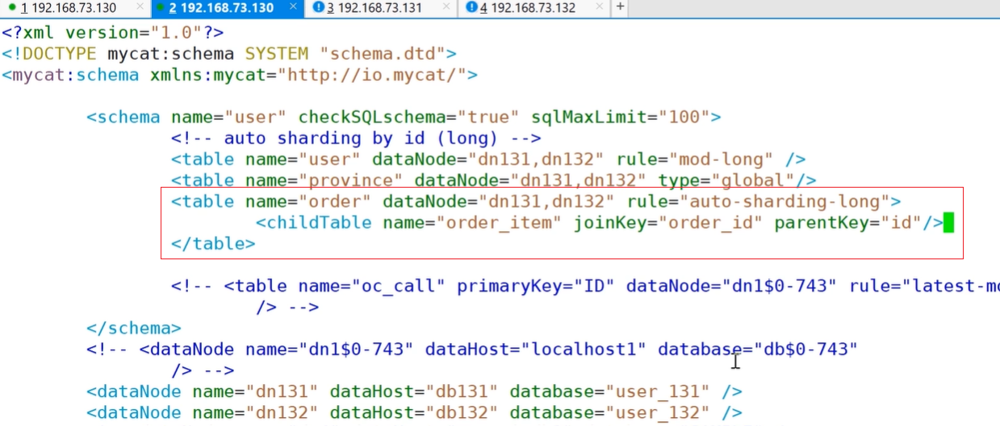 1 192.168.73.130 × 2 192.168.73.130 × 3 192.168.73.131 × 4 192.168.73.132 × +
<?xml version="1.0"?>
<!DOCTYPE mycat:schema SYSTEM "schema.dtd">
<mycat:schema xmlns:mycat="http://io.mycat/">
<schema name="user" checkSQLschema="true" sqlMaxLimit="100">
<!-- auto sharding by id (long) -->
<table name="user" dataNode="dn131,dn132" rule="mod-long" />
<table name="province" dataNode="dn131,dn132" type="global"/>
<table name="order" dataNode="dn131,dn132" rule="auto-sharding-long">
<childTable name="order_item" joinKey="order_id" parentKey="id"/>
</table>
<!-- <table name="oc_call" primaryKey="ID" dataNode="dn1$0-743" rule="latest-mo
/> -->
</schema>
<!-- <dataNode name="dn1$0-743" dataHost="localhost1" database="db$0-743"
/> -->
<dataNode name="dn131" dataHost="db131" database="user_131" />
<dataNode name="dn132" dataHost="db132" database="user_132" />